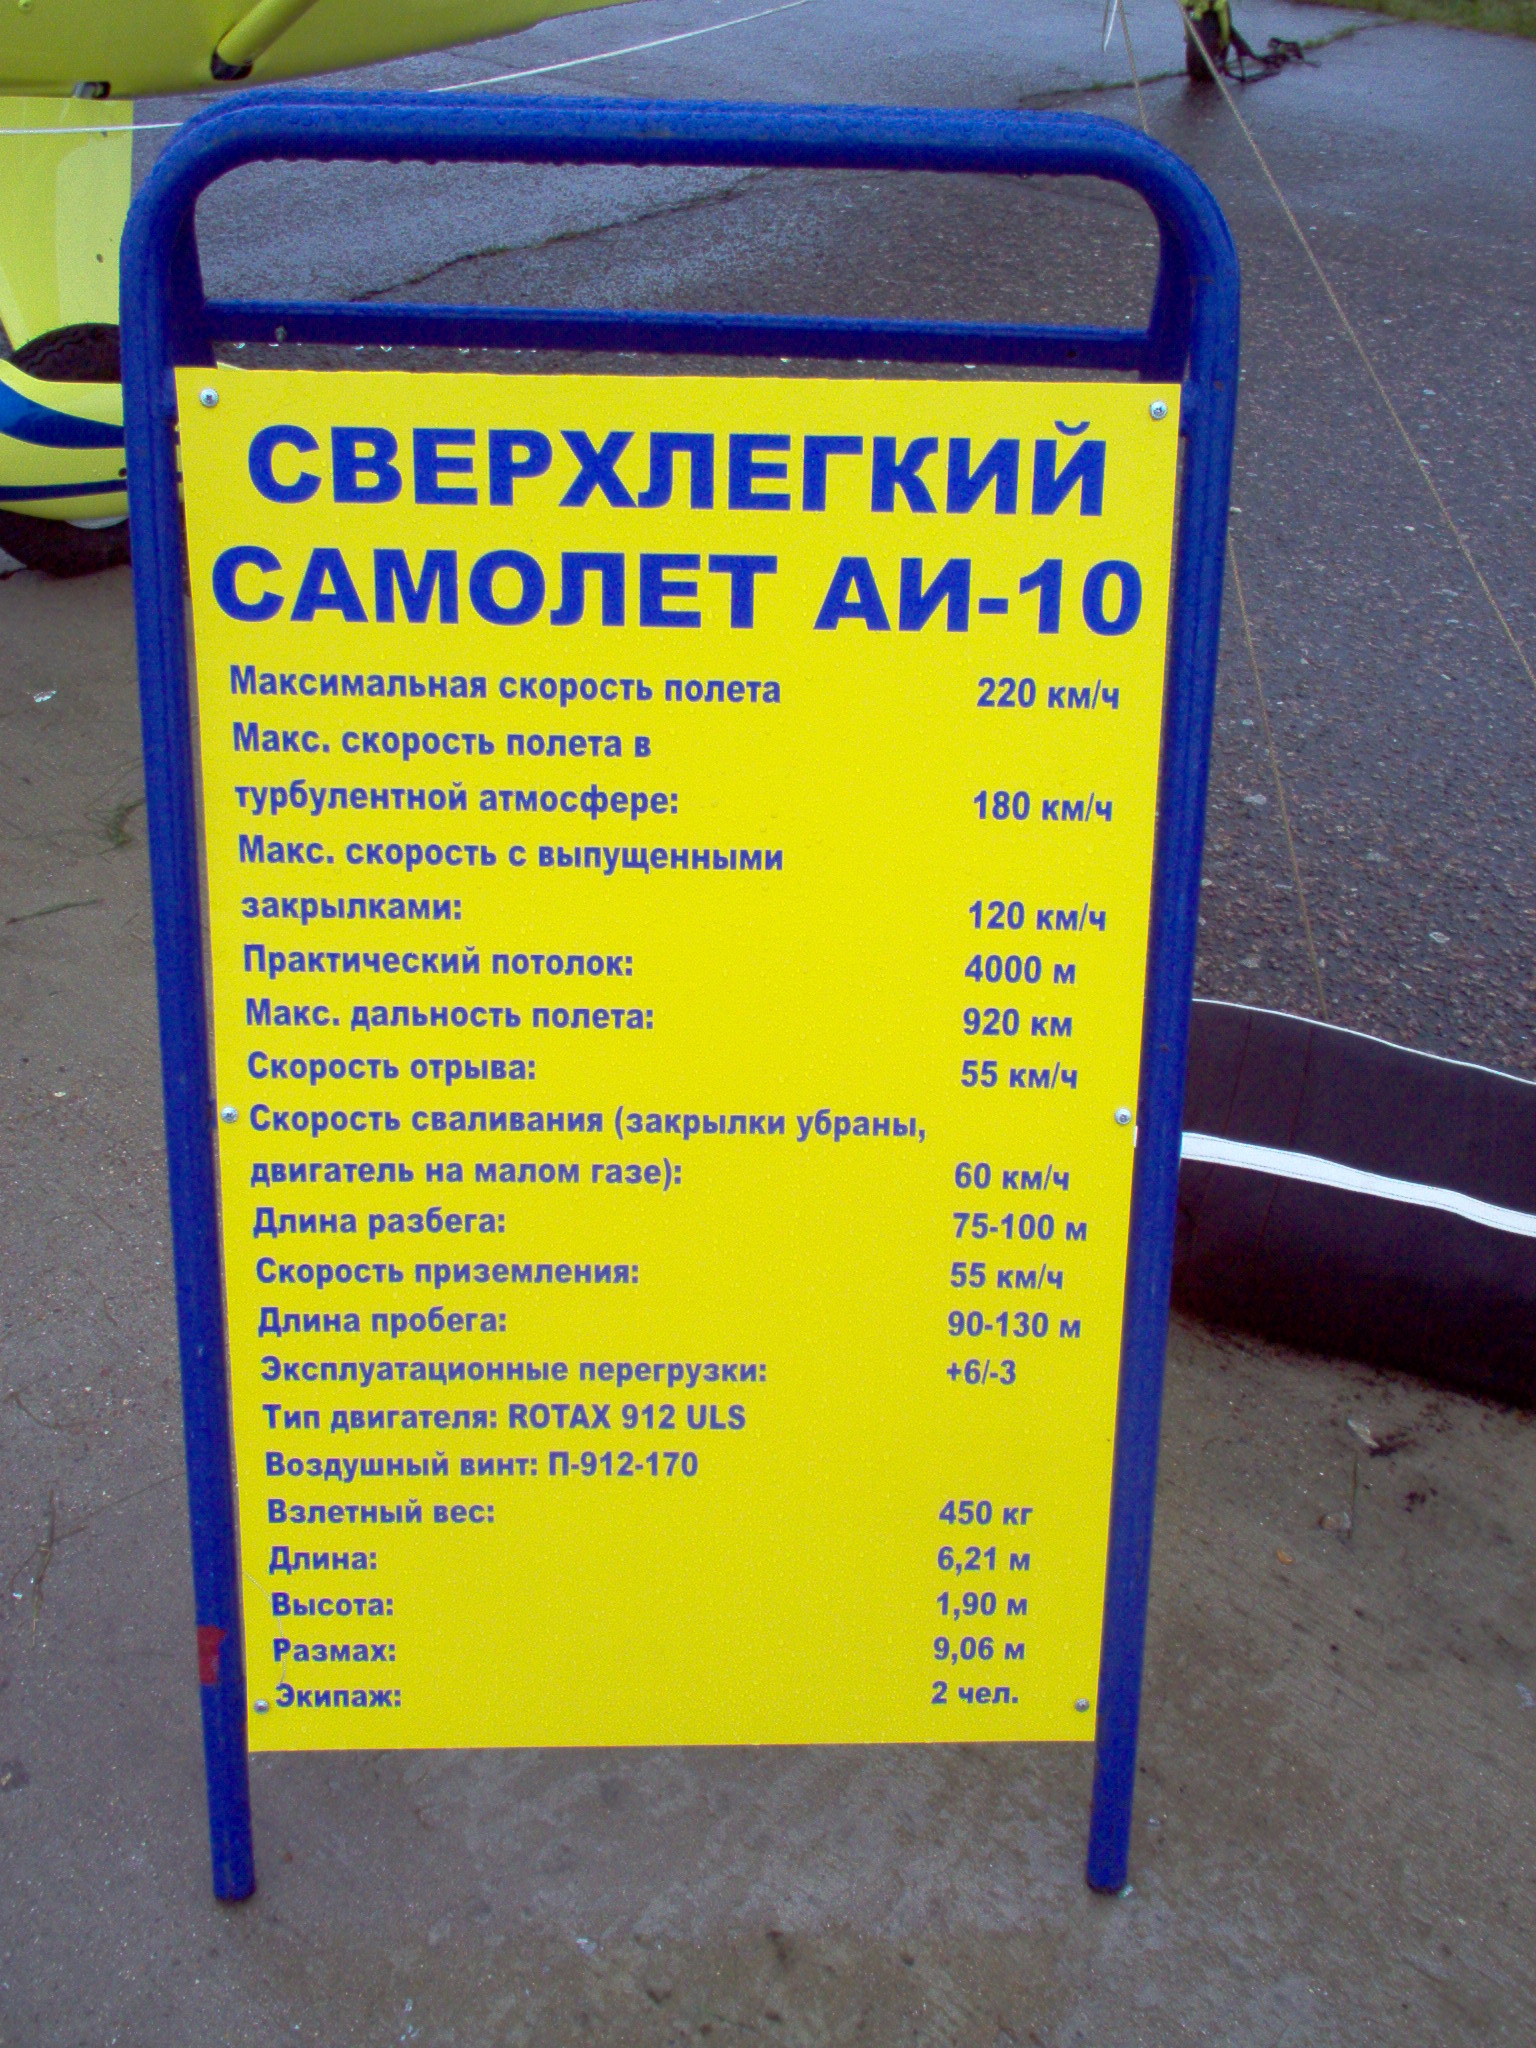 СВЕРХЛЕГКИЙ
САМОЛЕТ АИ-10
Максимальная скорость полета 220 км/ч
Макс. скорость полета в
турбулентной атмосфере: 180 км/ч
Макс. скорость с выпущенными
закрылками: 120 км/ч
Практический потолок: 4000 м
Макс. дальность полета: 920 км
Скорость отрыва: 55 км/ч
Скорость сваливания (закрылки убраны,
двигатель на малом газе): 60 км/ч
Длина разбега: 75-100 м
Скорость приземления: 55 км/ч
Длина пробега: 90-130 м
Эксплуатационные перегрузки: +6/-3
Тип двигателя: ROTAX 912 ULS
Воздушный винт: П-912-170
Взлетный вес: 450 кг
Длина: 6,21 м
Высота: 1,90 м
Размах: 9,06 м
Экипаж: 2 чел.